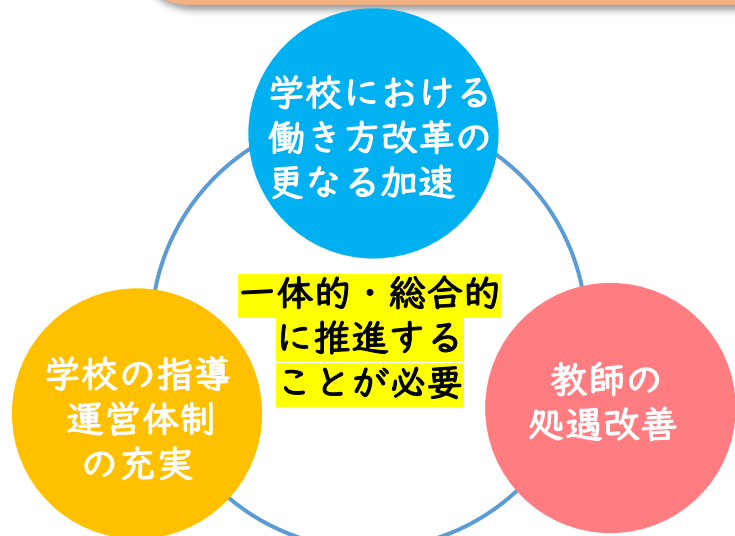 学校における
働き方改革の
更なる加速
一体的・総合的
に推進する
ことが必要
学校の指導
運営体制
の充実
教師の
処遇改善